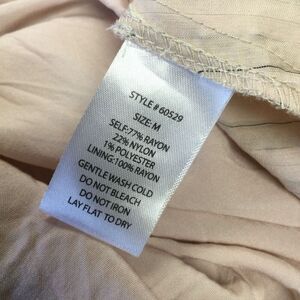 STYLE # 60529
SIZE: M
SELF:77% RAYON
22% NYLON
1% POLYESTER
LINING:100% RAYON
GENTLE WASH COLD
DO NOT BLEACH
DO NOT IRON
LAY FLAT TO DRY